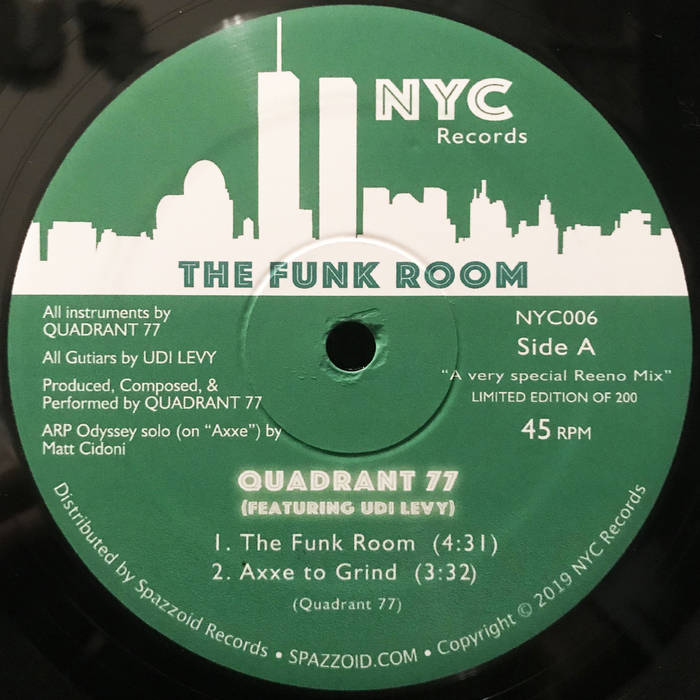 NYC
Records
THE FUNK ROOM
All instruments by
QUADRANT 77
All Gutiars by UDI LEVY
Produced, Composed, &
Performed by QUADRANT 77
ARP Odyssey solo (on “Axxe”) by
Matt Cidoni
NYC006
Side A
“A very special Reeno Mix”
LIMITED EDITION OF 200
45 RPM
QUADRANT 77
(FEATURING UDI LEVY)
1. The Funk Room (4:31)
2. Axxe to Grind (3:32)
(Quadrant 77)
Distributed by Spazzoid Records • SPAZZOID.COM • Copyright © 2019 NYC Records